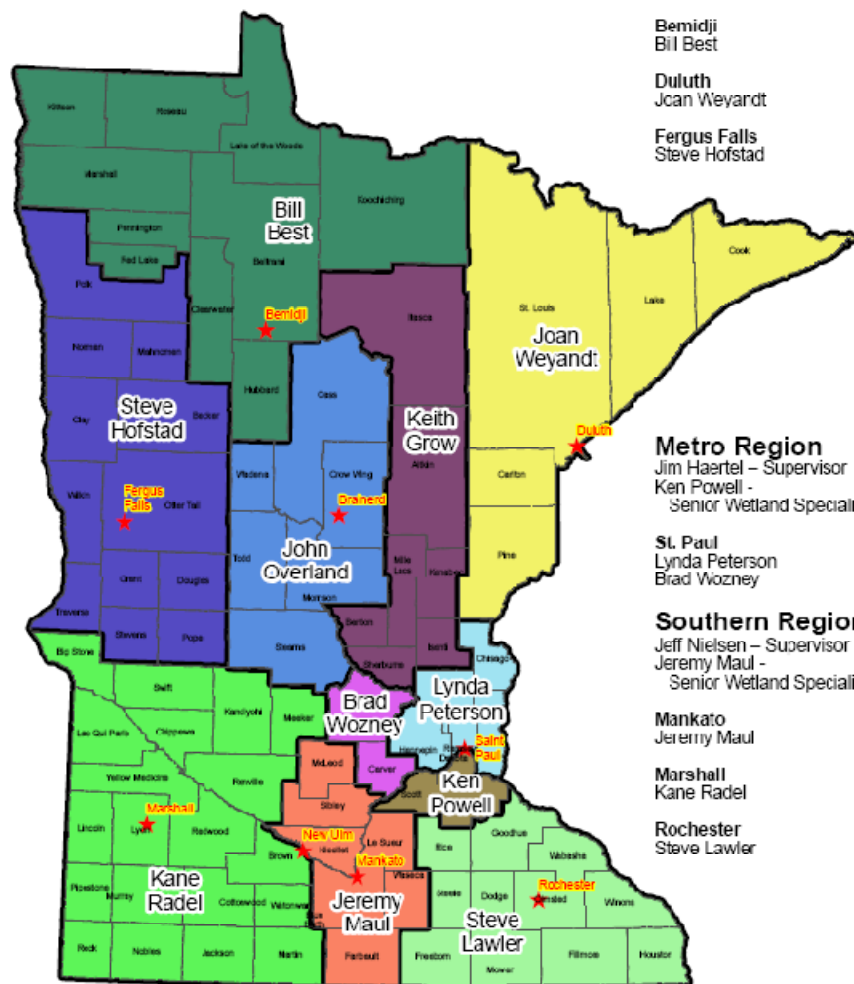 Bemidji
Bill Best
Duluth
Joan Weyandt
Fergus Falls
Steve Hofstad
Kittson
Roseau
Lake of the Woods
Marshall
Koochiching
Bill
Best
Pennington
Red Lake
Beltrami
Cook
Polk
Clearwater
Itasca
St. Louis
Lake
Bemidji
Norman
Mahnomen
Joan
Weyandt
Hubbard
Cass
Steve
Hofstad
Becker
Keith
Grow
Clay
Duluth
Metro Region
Jim Haertel – Supervisor
Ken Powell -
Senior Wetland Speciali
Wadena
Crow Wing
Aitkin
Carlton
Wilkin
Fergus
Falls
Otter Tail
Brainerd
St. Paul
Lynda Peterson
Brad Wozney
John
Overland
Todd
Mille
Lacs
Kanabec
Pine
Grant
Douglas
Morrison
Traverse
Stevens
Pope
Benton
Isanti
Stearns
Sherburne
Chisago
Southern Region
Jeff Nielsen – Supervisor
Jeremy Maul -
Senior Wetland Speciali
Big Stone
Swift
Kandiyohi
Meeker
Brad
Wozney
Lynda
Peterson
Lac Qui Parle
Chippewa
Hennepin
Saint
Paul
Dakota
Mankato
Jeremy Maul
Yellow Medicine
Renville
McLeod
Carver
Scott
Ken
Powell
Marshall
Kane Radel
Sibley
Marshall
Lincoln
Lyon
Redwood
New Ulm
Nicollet
Le Sueur
Rice
Goodhue
Wabasha
Rochester
Steve Lawler
Brown
Mankato
Waseca
Pipestone
Murray
Kane
Radel
Cottonwood
Watonwan
Jeremy
Maul
Steele
Dodge
Rochester
Olmsted
Winona
Steve
Lawler
Rock
Nobles
Jackson
Martin
Faribault
Freeborn
Mower
Fillmore
Houston